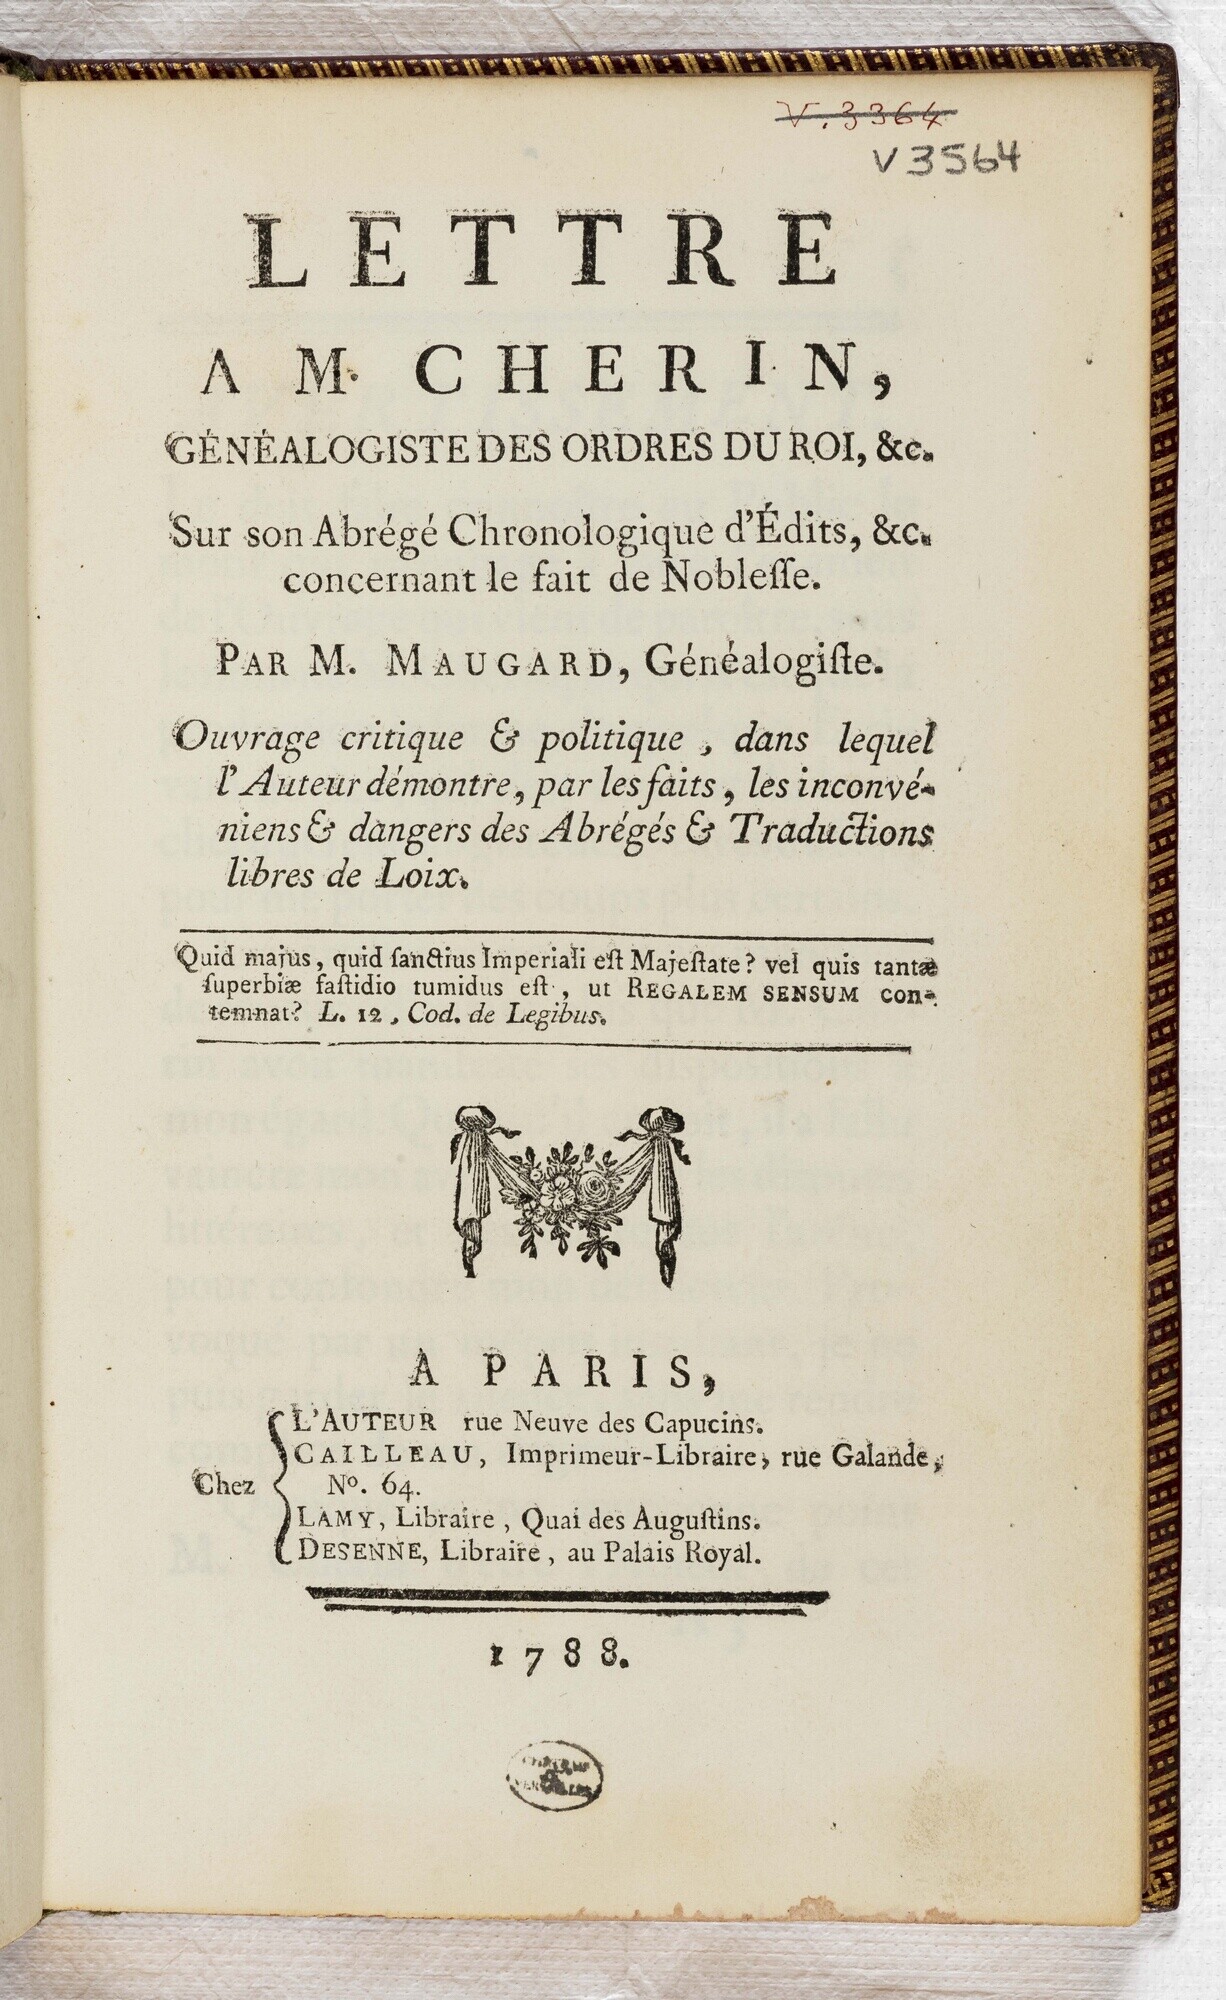 V. 3364
V 3564
LETTRE
A M. CHERIN,
GÉNÉALOGISTE DES ORDRES DU ROI, &c.
Sur son Abrégé Chronologique d'Édits, &c.
concernant le fait de Nobleſſe.
PAR M. MAUGARD, Généalogiſte.
Ouvrage critique & politique, dans lequel
l'Auteur démontre, par les faits, les inconvé-
niens & dangers des Abrégés & Traductions
libres de Loix.
Quid majus, quid ſanctius Imperiali eſt Majeſtate? vel quis tantæ
ſuperbiæ faſtidio tumidus eſt, ut REGALEM SENSUM con-
temnat? L. 12, Cod. de Legibus.
A PARIS,
L'AUTEUR rue Neuve des Capucins.
CAILLEAU, Imprimeur-Libraire, rue Galande,
Chez Nº. 64.
LAMY, Libraire, Quai des Auguſtins.
DESENNE, Libraire, au Palais Royal.
1788.